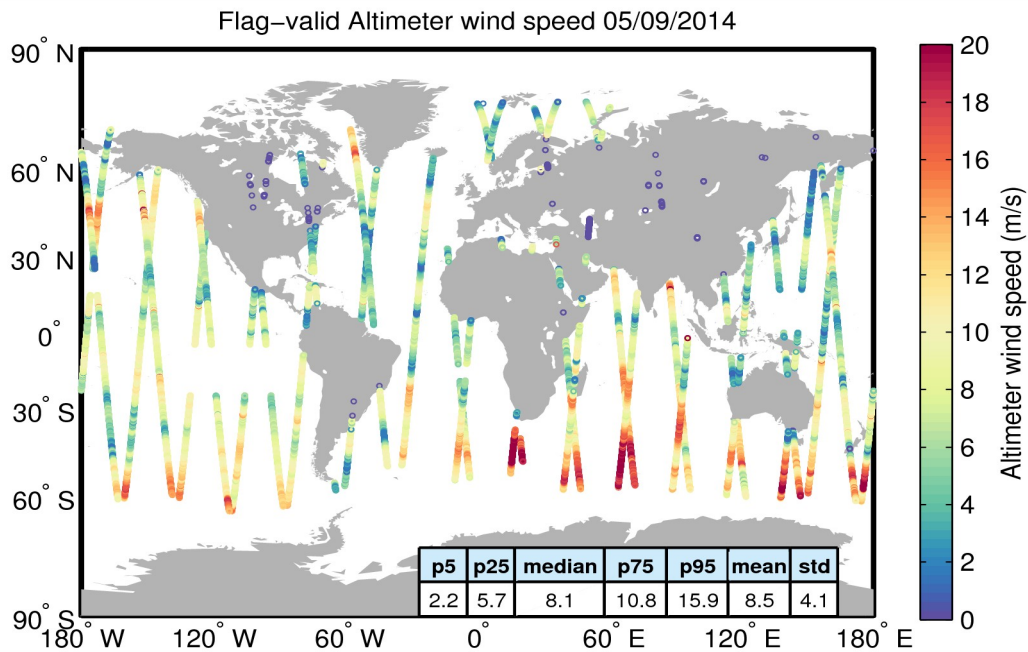 Flag−valid Altimeter wind speed 05/09/2014
90° N
60° N
30° N
0°
30° S
60° S
90° S
180° W
120° W
60° W
0°
60° E
120° E
180° E
p5 p25 median p75 p95 mean std
2.2 5.7 8.1 10.8 15.9 8.5 4.1
20
18
16
14
12
10
8
6
4
2
0
Altimeter wind speed (m/s)